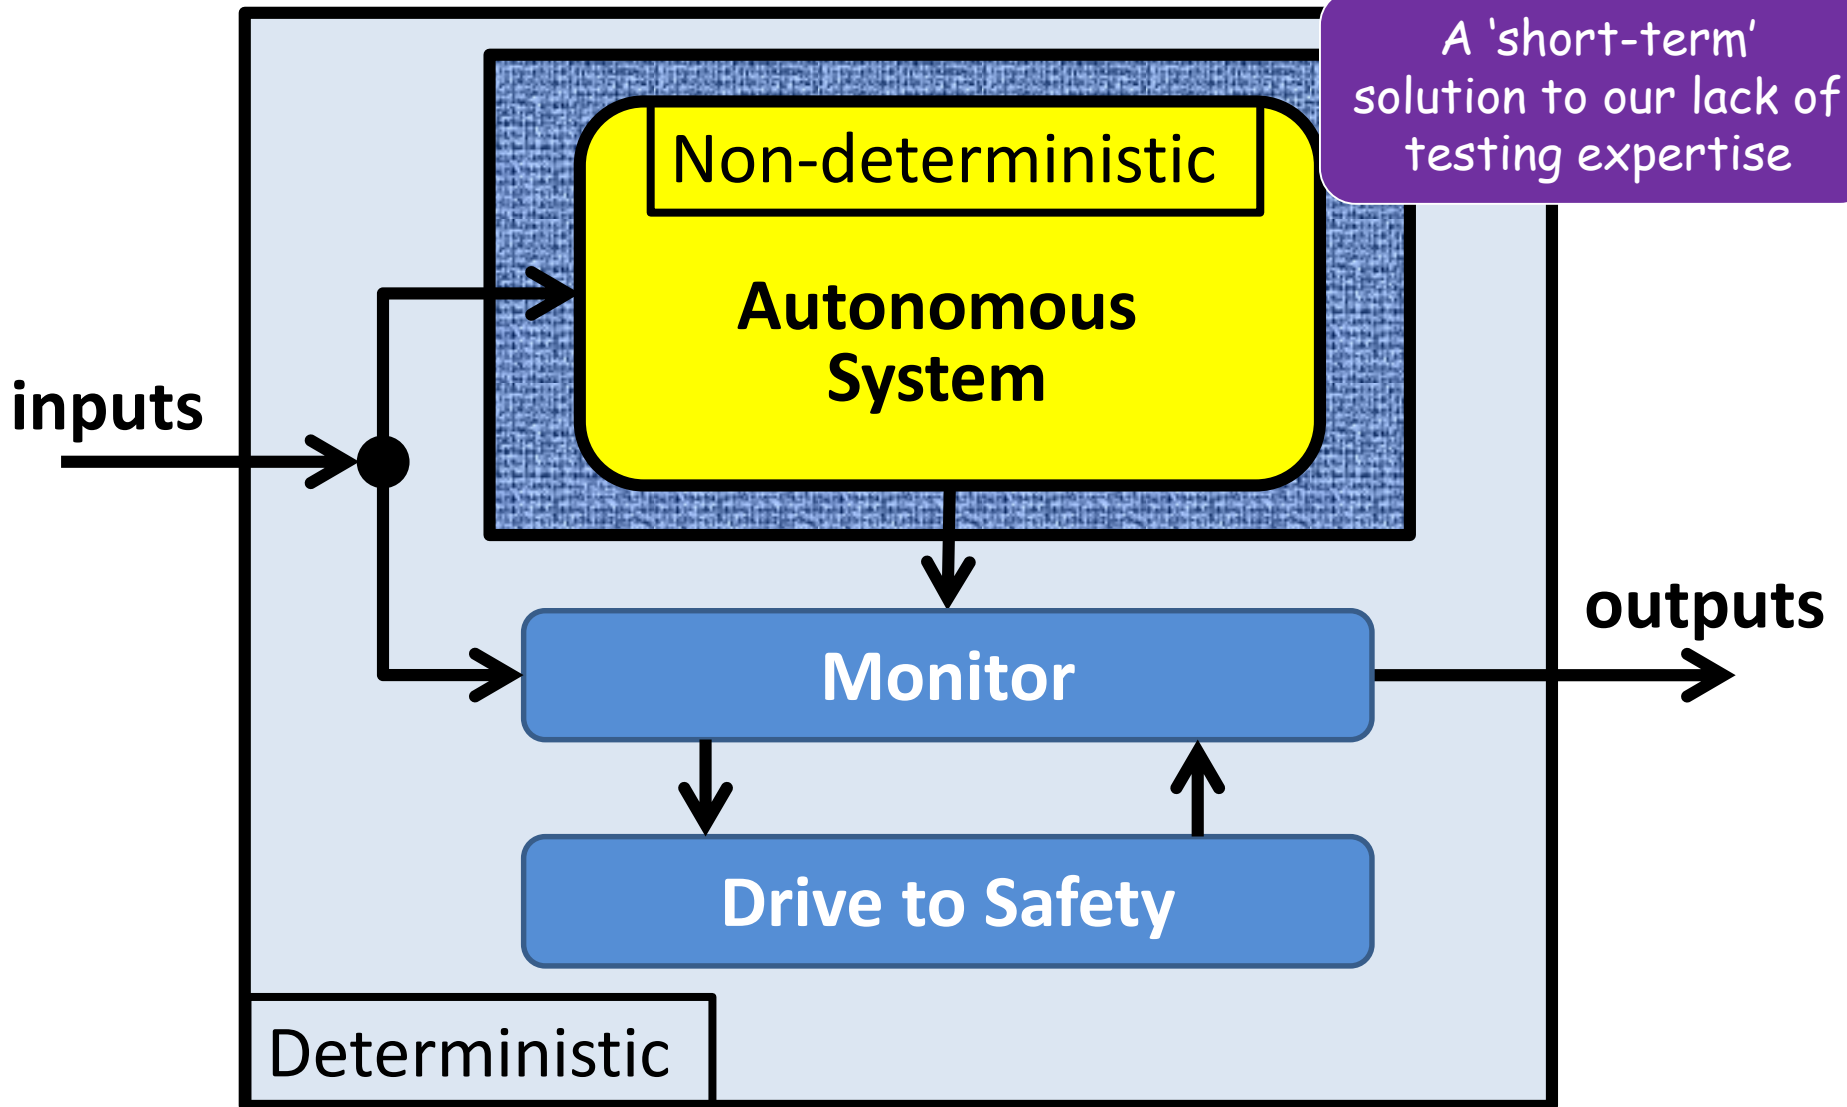 A ‘short-term’
solution to our lack of
testing expertise
Non-deterministic
Autonomous
System
inputs
outputs
Monitor
Drive to Safety
Deterministic